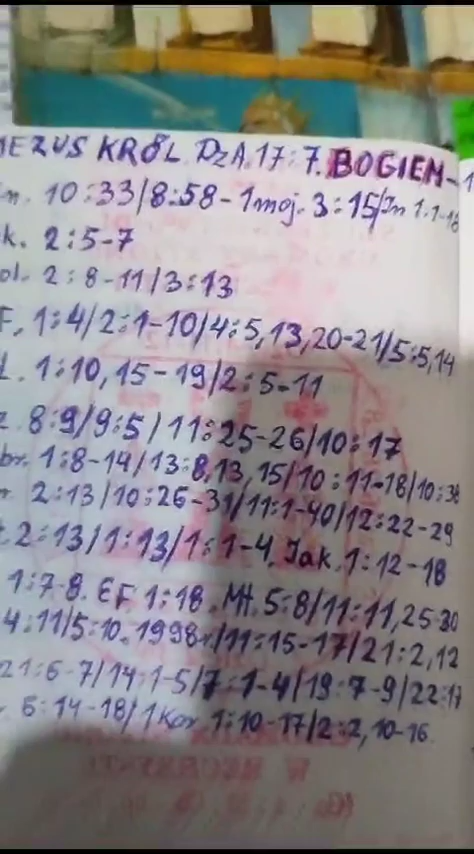 JEZUS KRÓL. DzA. 17:7. BOGIEM-1
10:33/8:58-1moj. 3:15/Jn 1:1-18
k. 2:5-7
ol. 2:8-11/3:13
F. 1:4/2:1-10/4:5,13,20-21/5:5,14
1:10,15-19/2:5-11
8:9/9:5/11:25-26/10:17
br. 1:8-14/13:8,13,15/10:11-18/10:38
2:13/10:26-31/11:1-40/12:22-29
2:13/1:13/1:1-4. Jak. 1:12-18
1:7-8. EF. 1:18. Mt. 5:8/11:11,25-30
4:11/5:10.1998r/11:15-17/21:2,12
21:6-7/14:1-5/7:1-4/19:7-9/22:17
6:14-18/1Kor. 1:10-17/2:2,10-16